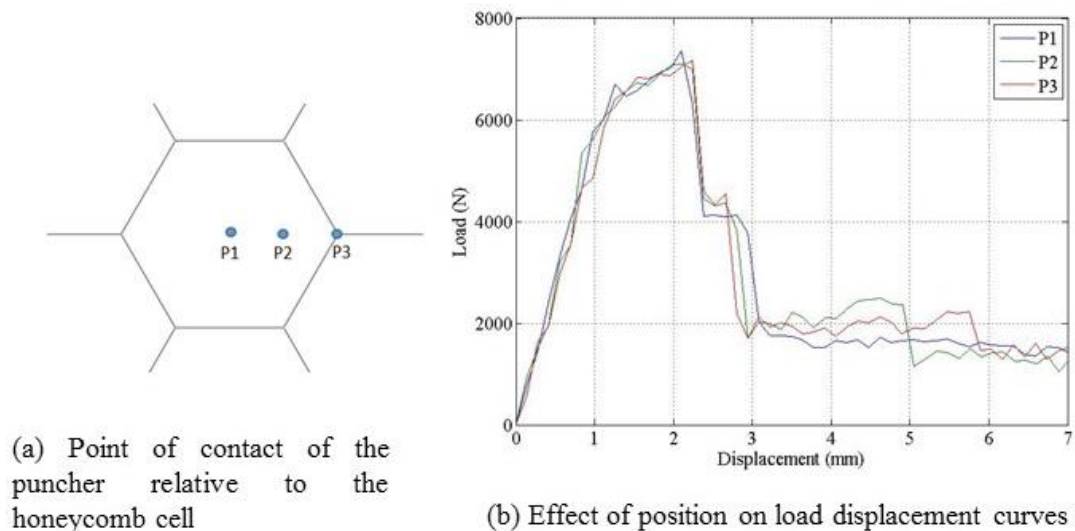 P1
P2
P3
(a) Point of contact of the
puncher relative to the
honeycomb cell
8000
6000
4000
2000
0
Load (N)
0 1 2 3 4 5 6 7
Displacement (mm)
P1
P2
P3
(b) Effect of position on load displacement curves